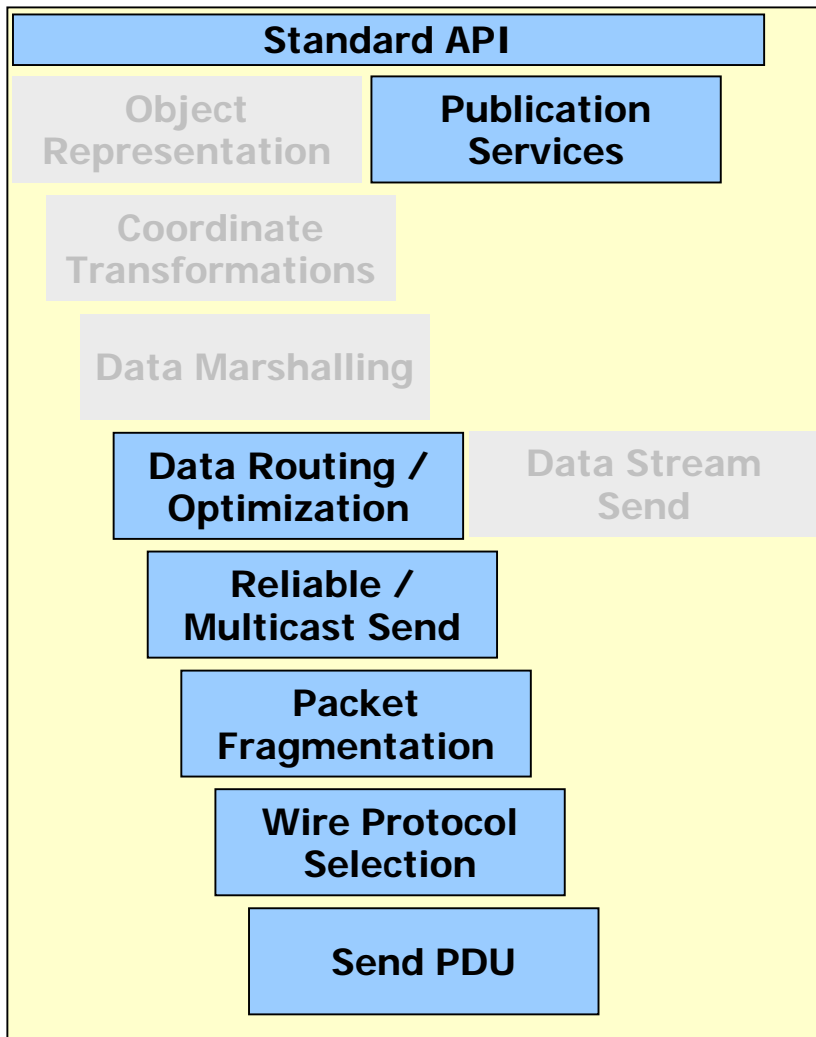 Standard API
Object
Representation
Publication
Services
Coordinate
Transformations
Data Marshalling
Data Routing /
Optimization
Data Stream
Send
Reliable /
Multicast Send
Packet
Fragmentation
Wire Protocol
Selection
Send PDU